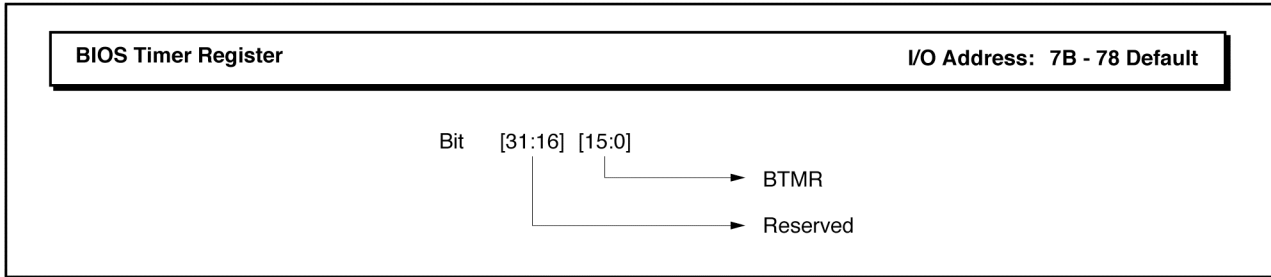 BIOS Timer Register I/O Address: 7B - 78 Default
Bit [31:16] [15:0]
BTMR
Reserved